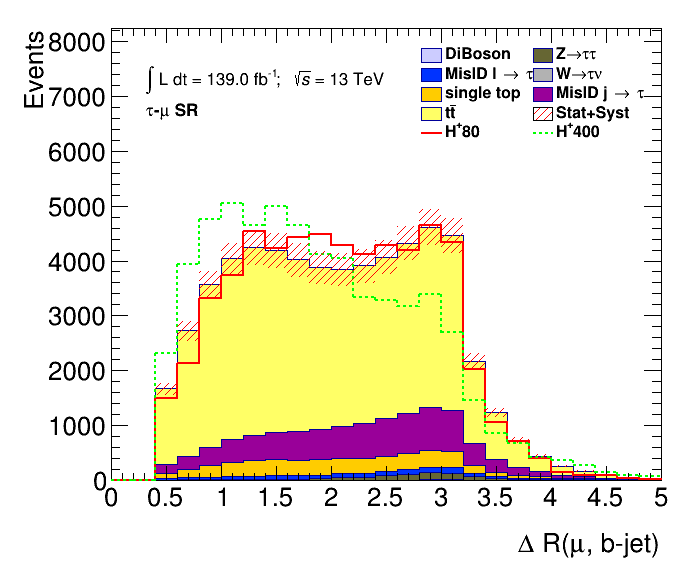 Events
8000
7000
6000
5000
4000
3000
2000
1000
0
∫ L dt = 139.0 fb⁻¹; √s = 13 TeV
τ-μ SR
DiBoson
MisID l → τ
single top
tt̄
H⁺80
Z→ττ
W→τν
MisID j → τ
Stat+Syst
H⁺400
0 0.5 1 1.5 2 2.5 3 3.5 4 4.5 5
Δ R(μ, b-jet)